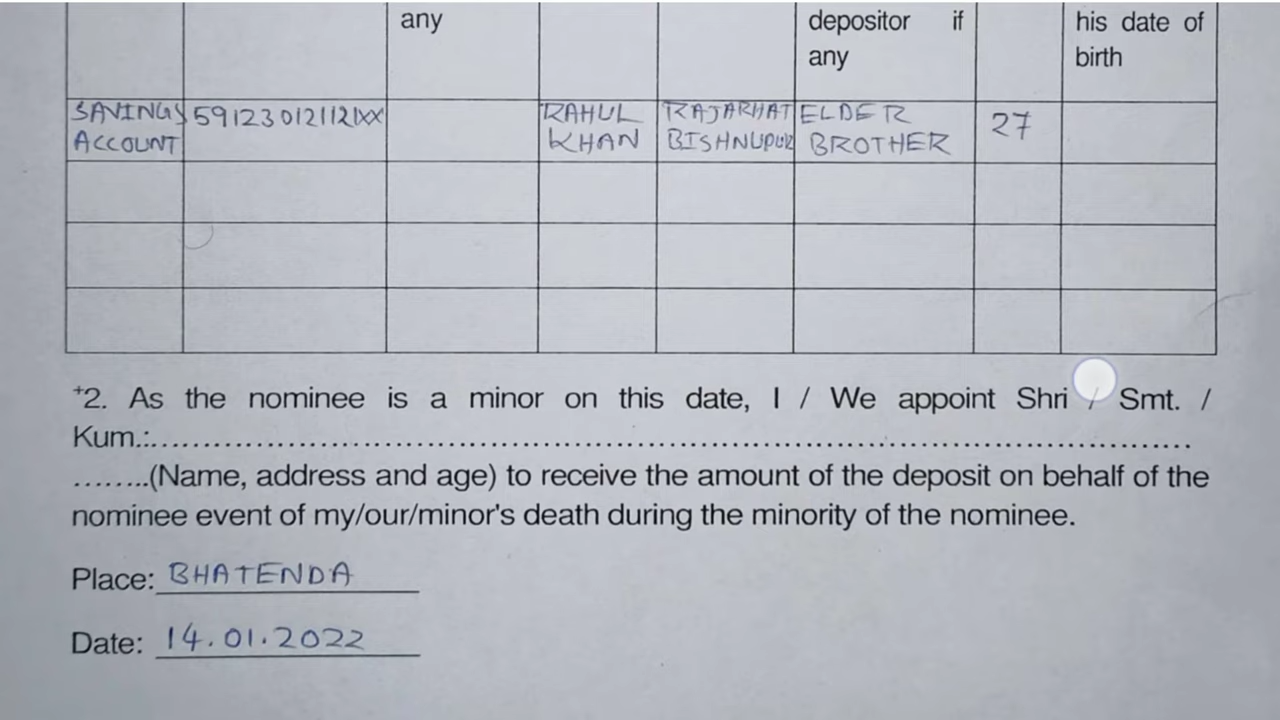 any
depositor if
any
his date of
birth
SAVINGS
ACCOUNT
591230121121XX
RAHUL
KHAN
RAJARHAT
BISHNUPUR
ELDER
BROTHER
27
+2. As the nominee is a minor on this date, I / We appoint Shri / Smt. /
Kum.:..........................................................................................................
........(Name, address and age) to receive the amount of the deposit on behalf of the
nominee event of my/our/minor's death during the minority of the nominee.
Place: BHATENDA
Date: 14.01.2022